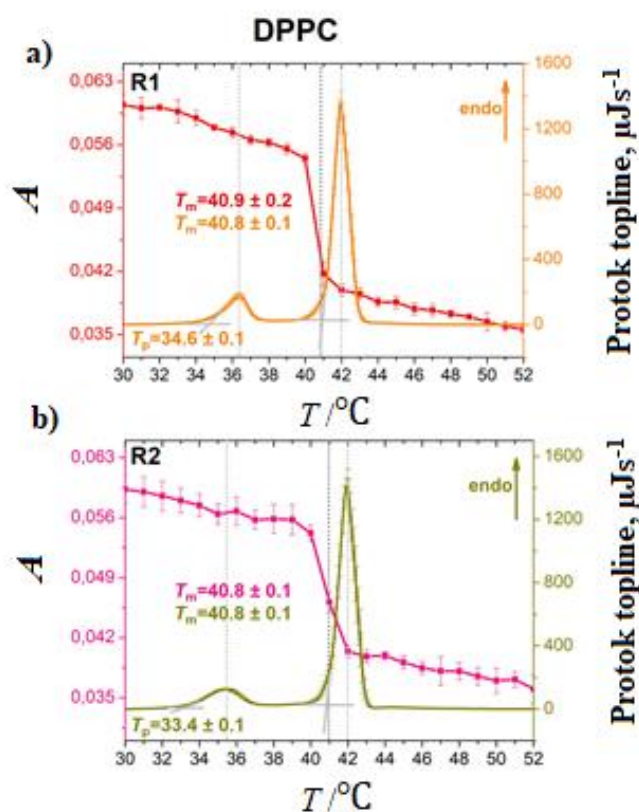 DPPC
a)
R1
endo
1600
1200
800
400
0
0,063
0,056
0,049
0,042
0,035
A
Tm=40.9 ± 0.2
Tm=40.8 ± 0.1
Tp=34.6 ± 0.1
30 32 34 36 38 40 42 44 46 48 50 52
T /°C
Protok topline, µJs-1
b)
R2
endo
1600
1200
800
400
0
0,063
0,056
0,049
0,042
0,035
A
Tm=40.8 ± 0.1
Tm=40.8 ± 0.1
Tp=33.4 ± 0.1
30 32 34 36 38 40 42 44 46 48 50 52
T /°C
Protok topline, µJs-1